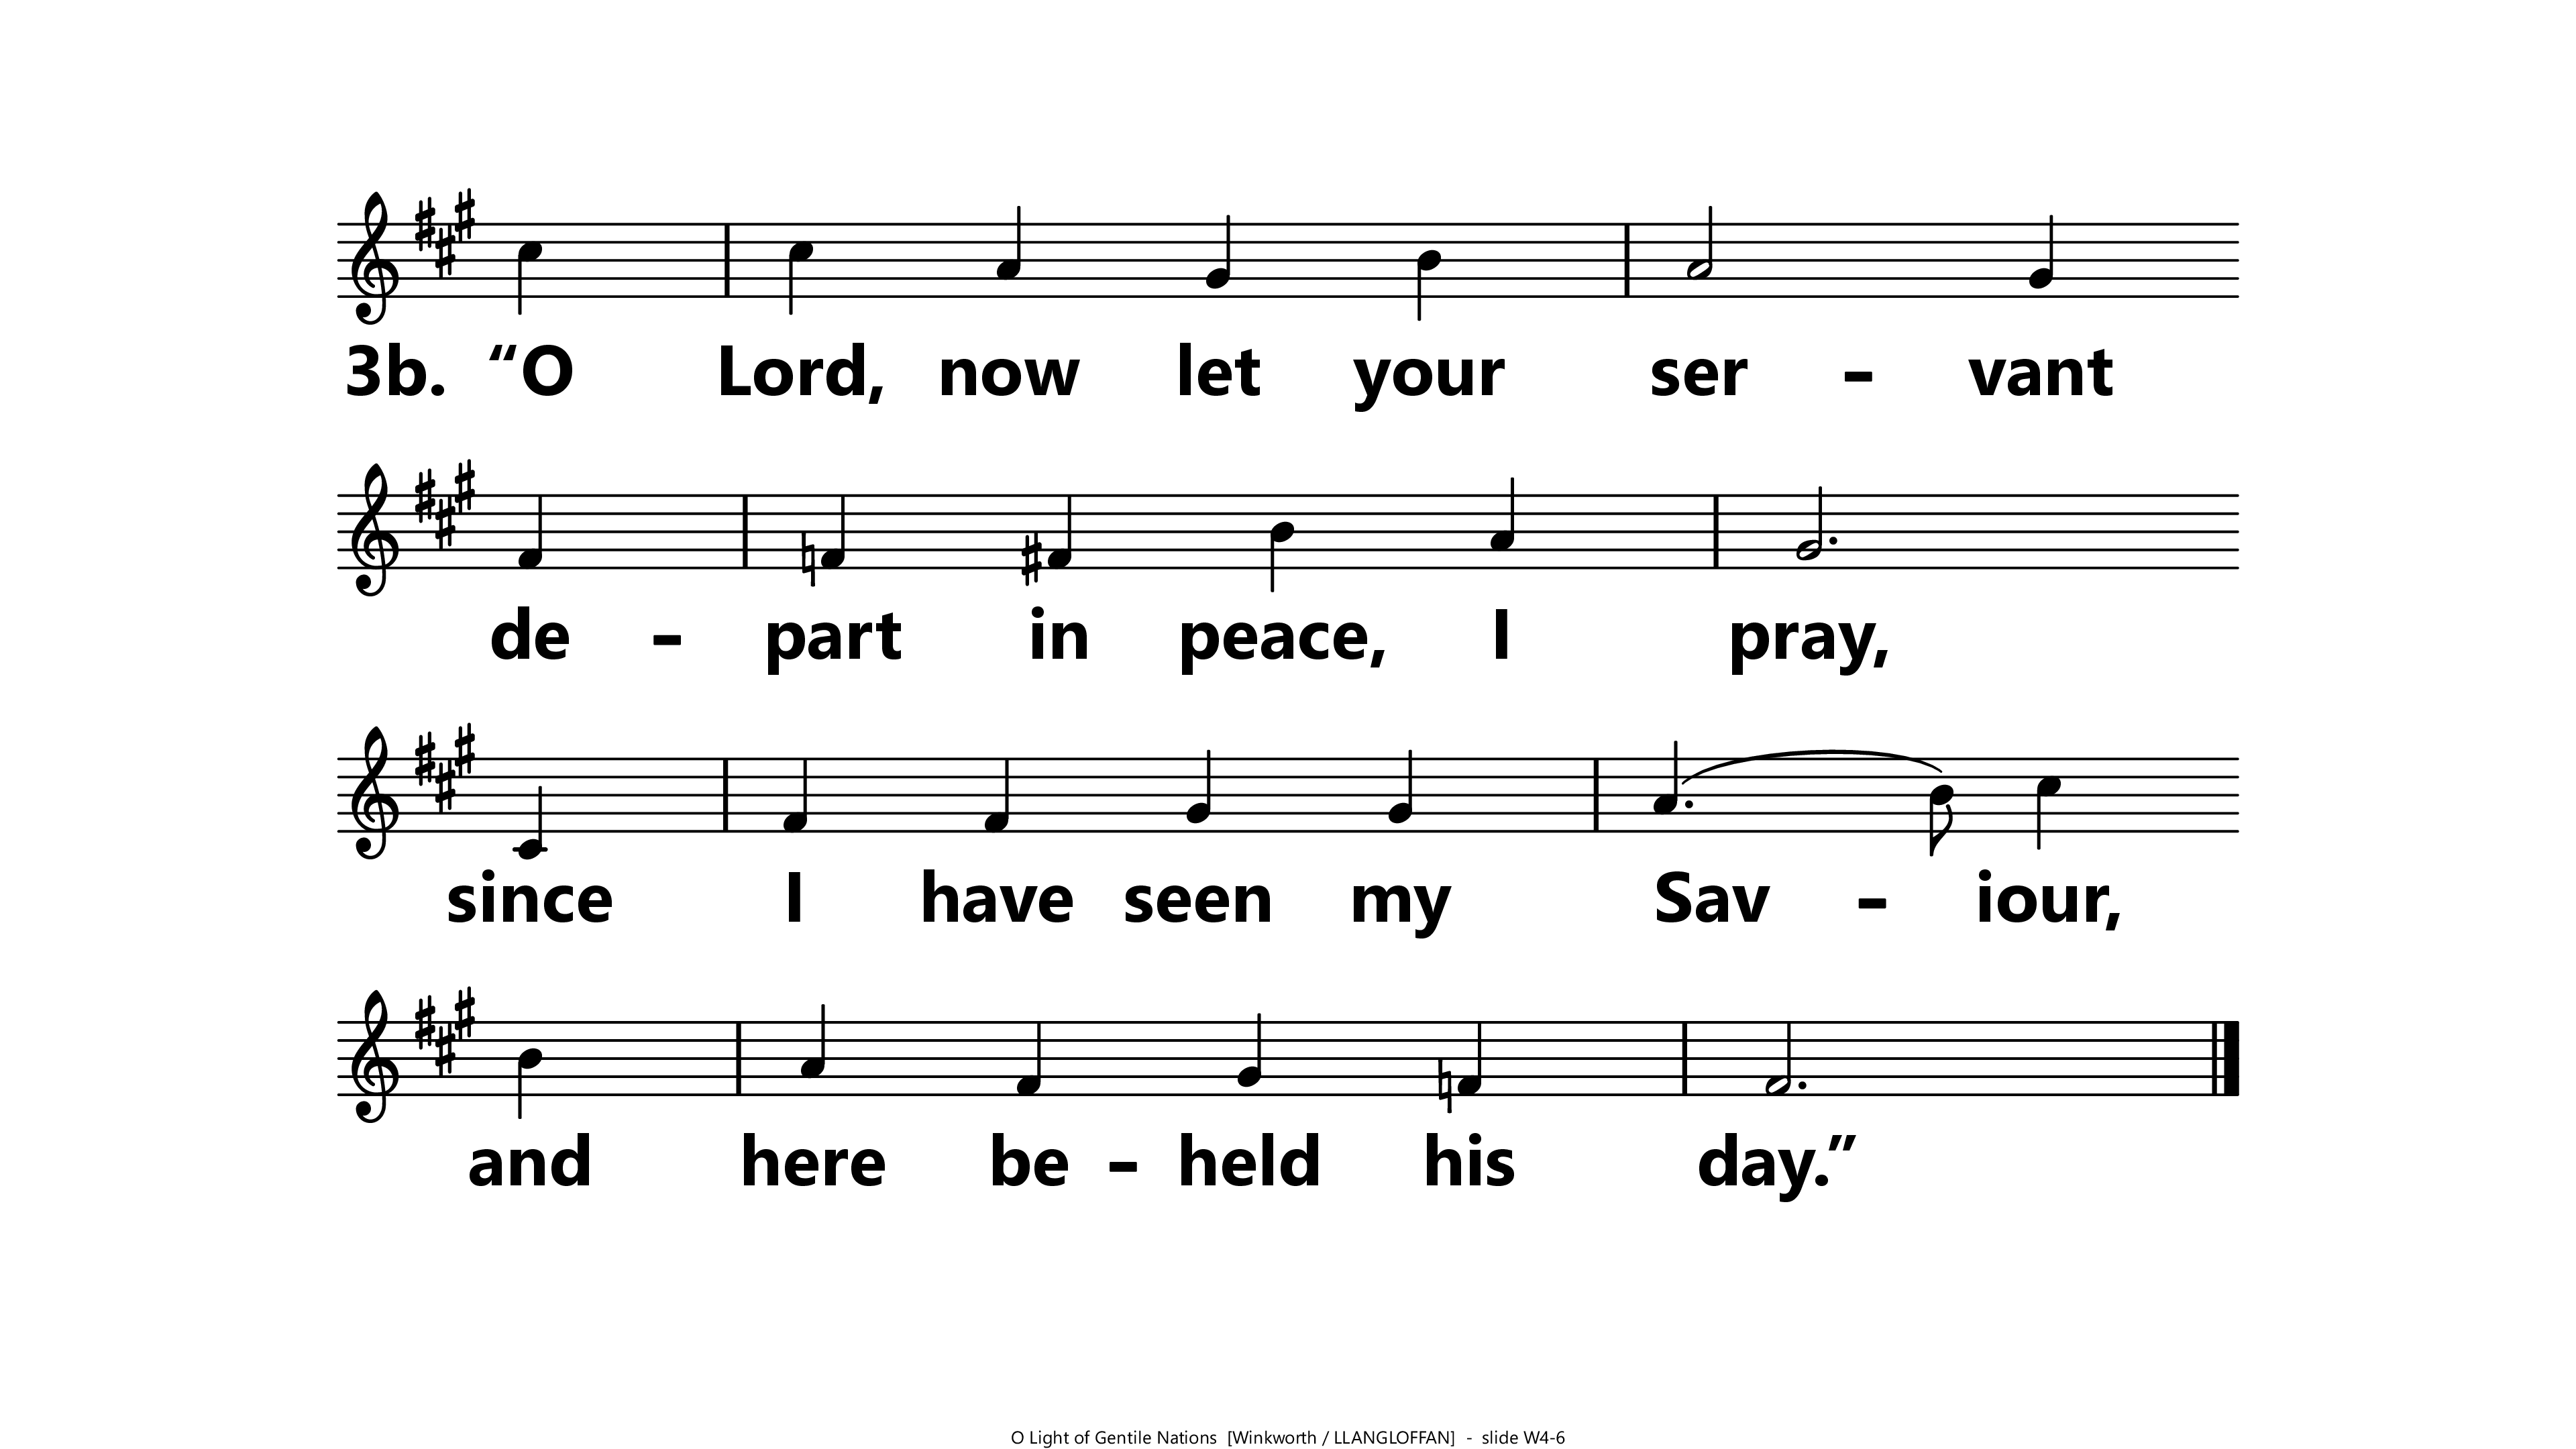 3b. “O Lord, now let your ser – vant
de – part in peace, I pray,
since I have seen my Sav – iour,
and here be – held his day.”
O Light of Gentile Nations [Winkworth / LLANGLOFFAN] - slide W4-6